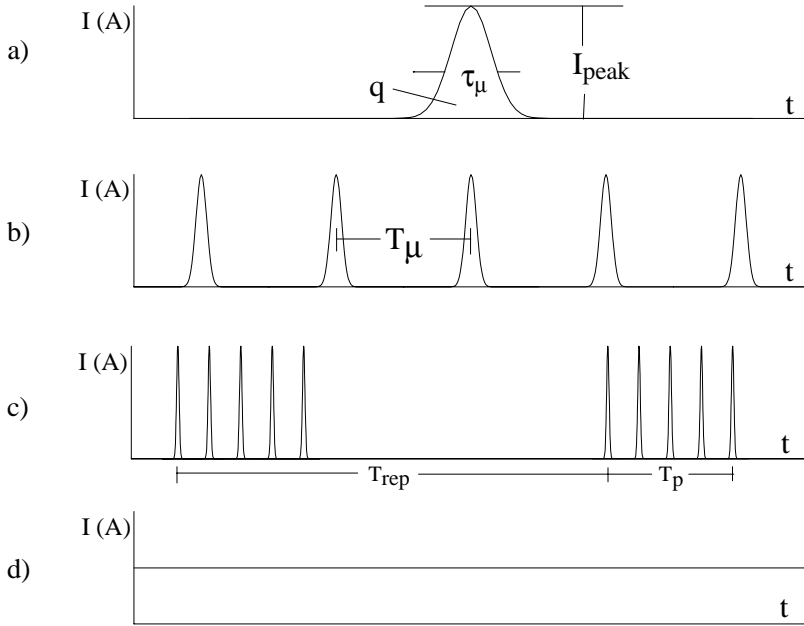 I (A)
a)
I_peak
τ_μ
q
t
I (A)
b)
T_μ
t
I (A)
c)
t
T_rep
T_p
I (A)
d)
t